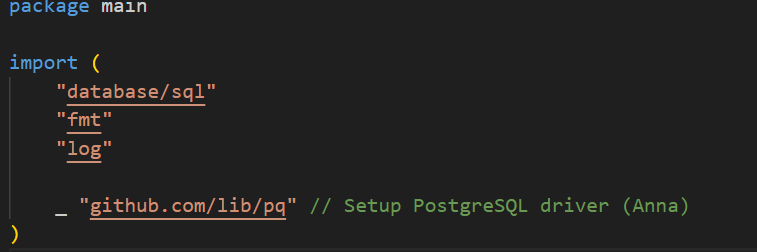 package main
import (
"database/sql"
"fmt"
"log"
_ "github.com/lib/pq" // Setup PostgreSQL driver (Anna)
)